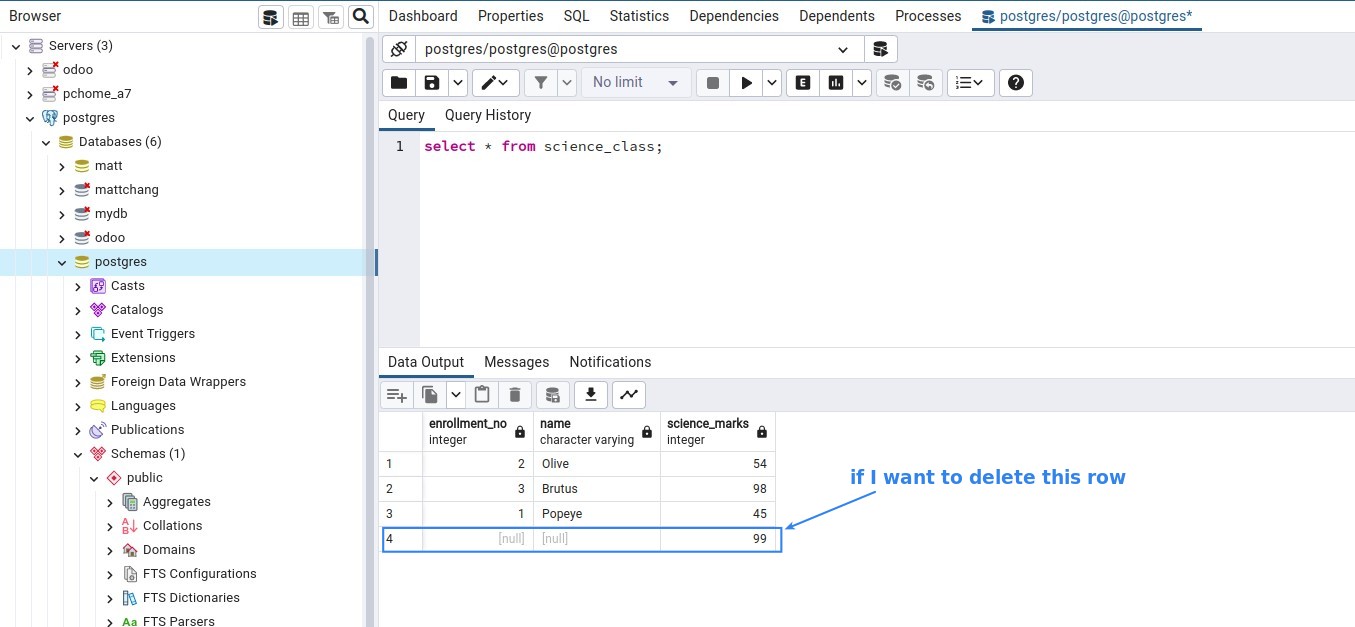 Browser
Dashboard Properties SQL Statistics Dependencies Dependents Processes postgres/postgres@postgres*
Servers (3)
odoo
pchome_a7
postgres
Databases (6)
matt
mattchang
mydb
odoo
postgres
Casts
Catalogs
Event Triggers
Extensions
Foreign Data Wrappers
Languages
Publications
Schemas (1)
public
Aggregates
Collations
Domains
FTS Configurations
FTS Dictionaries
Aa FTS Parsers
postgres/postgres@postgres
No limit E
Query Query History
1 select * from science_class;
Data Output Messages Notifications
enrollment_no name science_marks
integer character varying integer
1 2 Olive 54
2 3 Brutus 98
3 1 Popeye 45
4 [null] [null] 99
if I want to delete this row